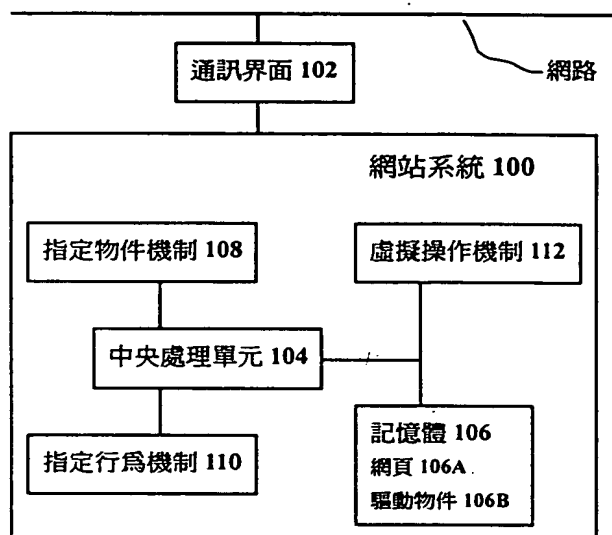 網路
通訊界面 102
網站系統 100
指定物件機制 108
虛擬操作機制 112
中央處理單元 104
記憶體 106
網頁 106A
驅動物件 106B
指定行為機制 110